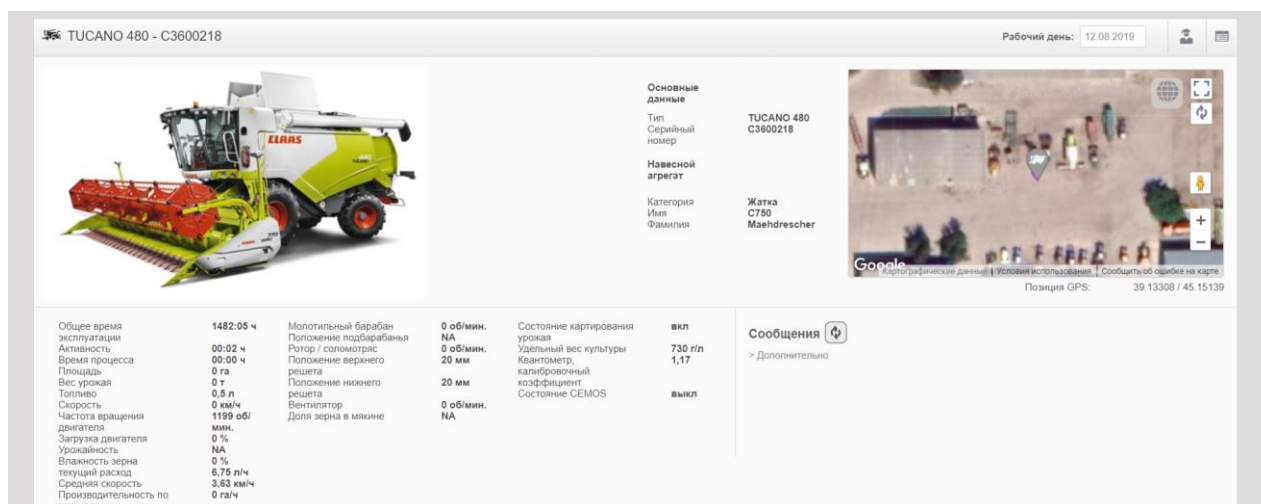 TUCANO 480 - C3600218
Рабочий день: 12.08.2019
CLAAS
Основные
данные
Тип TUCANO 480
Серийный C3600218
номер
Навесной
агрегат
Категория Жатка
Имя C750
Фамилия Maehdrescher
Google
Картографические данные Условия использования Сообщить об ошибке на карте
Позиция GPS: 39.13308 / 45.15139
Общее время 1482:05 ч
эксплуатации
Активность 00:02 ч
Время процесса 00:00 ч
Площадь 0 га
Вес урожая 0 т
Топливо 0,5 л
Скорость 0 км/ч
Частота вращения 1199 об/
двигателя мин.
Загрузка двигателя 0 %
Урожайность NA
Влажность зерна 0 %
текущий расход 6,75 л/ч
Средняя скорость 3,63 км/ч
Производительность по 0 га/ч
Молотильный барабан 0 об/мин.
Положение подбарабанья NA
Ротор / соломотряс 0 об/мин.
Положение верхнего 20 мм
решета
Положение нижнего 20 мм
решета
Вентилятор 0 об/мин.
Доля зерна в мякине NA
Состояние картирования вкл
урожая
Удельный вес культуры 730 г/л
Квантометр, 1,17
калибровочный
коэффициент
Состояние CEMOS выкл
Сообщения
> Дополнительно